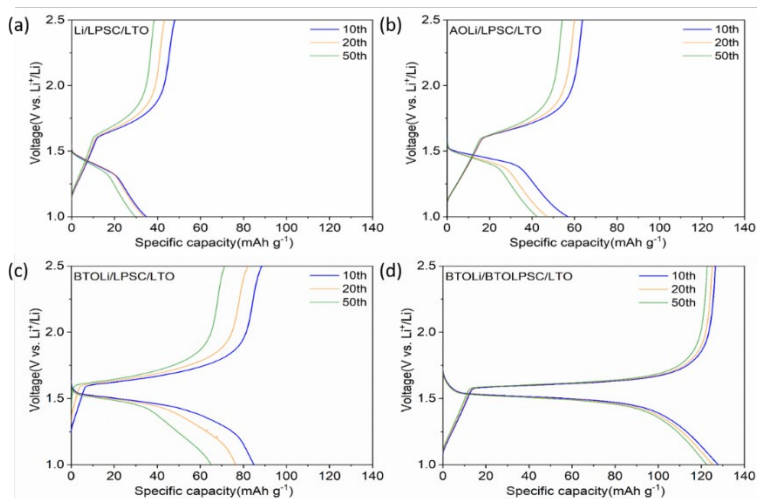 (a)
Li/LPSC/LTO
10th
20th
50th
2.5
2.0
1.5
1.0
Voltage(V vs. Li⁺/Li)
0 20 40 60 80 100 120 140
Specific capacity(mAh g⁻¹)
(b)
AOLi/LPSC/LTO
10th
20th
50th
2.5
2.0
1.5
1.0
Voltage(V vs. Li⁺/Li)
0 20 40 60 80 100 120 140
Specific capacity(mAh g⁻¹)
(c)
BTOLi/LPSC/LTO
10th
20th
50th
2.5
2.0
1.5
1.0
Voltage(V vs. Li⁺/Li)
0 20 40 60 80 100 120 140
Specific capacity(mAh g⁻¹)
(d)
BTOLi/BTOLPSC/LTO
10th
20th
50th
2.5
2.0
1.5
1.0
Voltage(V vs. Li⁺/Li)
0 20 40 60 80 100 120 140
Specific capacity(mAh g⁻¹)